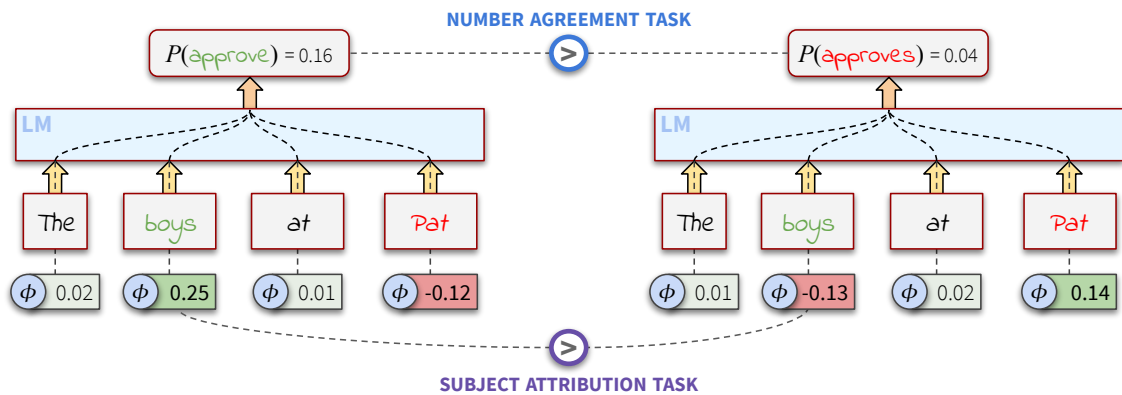 NUMBER AGREEMENT TASK
P(approve) = 0.16 > P(approves) = 0.04
LM LM
The boys at Pat The boys at Pat
ϕ 0.02 ϕ 0.25 ϕ 0.01 ϕ -0.12 ϕ 0.01 ϕ -0.13 ϕ 0.02 ϕ 0.14
>
SUBJECT ATTRIBUTION TASK